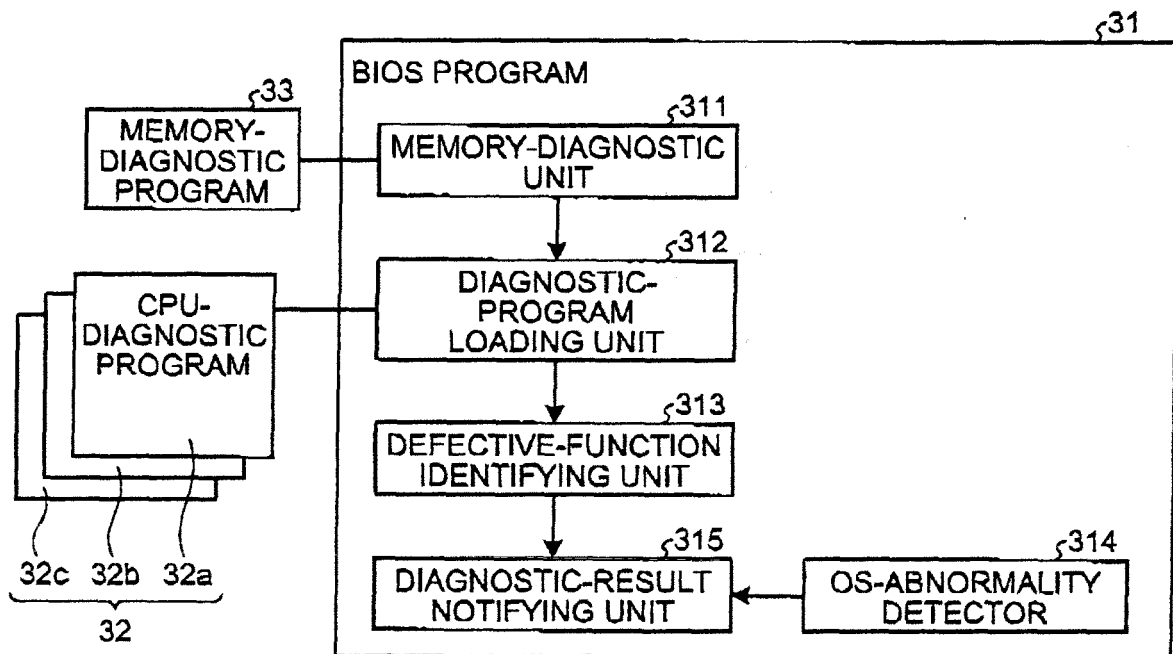 31
BIOS PROGRAM
33
MEMORY-
DIAGNOSTIC
PROGRAM
311
MEMORY-DIAGNOSTIC
UNIT
312
DIAGNOSTIC-
PROGRAM
LOADING UNIT
CPU-
DIAGNOSTIC
PROGRAM
313
DEFECTIVE-FUNCTION
IDENTIFYING UNIT
32c 32b 32a
32
315
DIAGNOSTIC-RESULT
NOTIFYING UNIT
314
OS-ABNORMALITY
DETECTOR